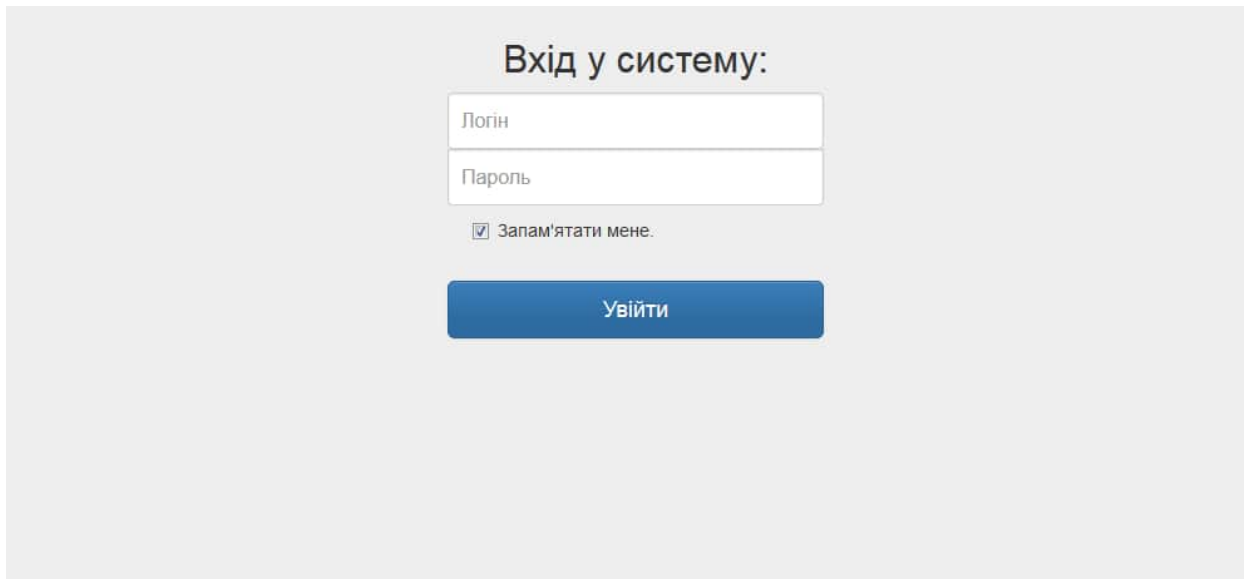 Вхід у систему:
Логін
Пароль
Запам'ятати мене.
Увійти